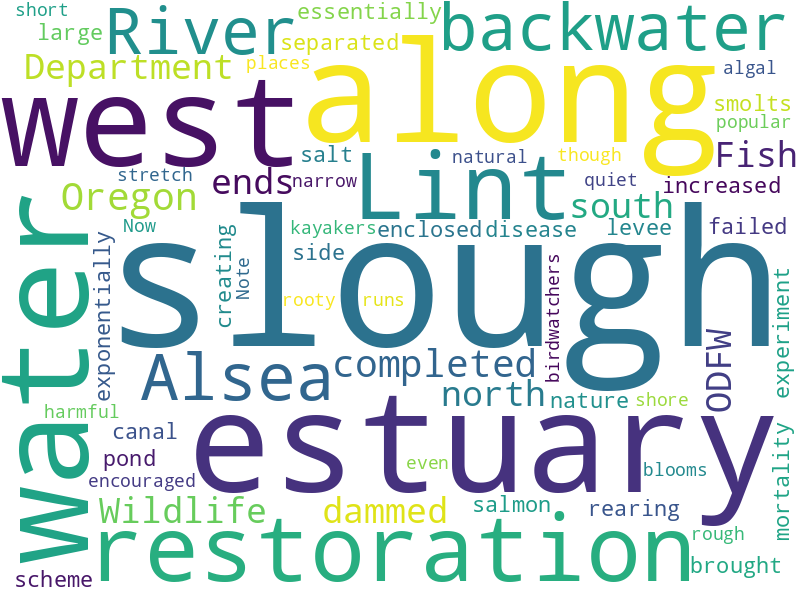 short
essentially
River
backwater
large
separated
Department
places
along
algal
west
smolts
popular
salt
natural
though
Fish
Lint
stretch
ends
narrow
quiet
increased
Oregon
south
water
Now
kayakers
enclosed
disease
levee
failed
slough
creating
side
exponentially
Note
birdwatchers
experiment
rooty
runs
Alsea
completed
north
nature
shore
ODFW
harmful
estuary
canal
pond
even
blooms
mortality
encouraged
Wildlife
dammed
salmon
rearing
restoration
rough
brought
scheme